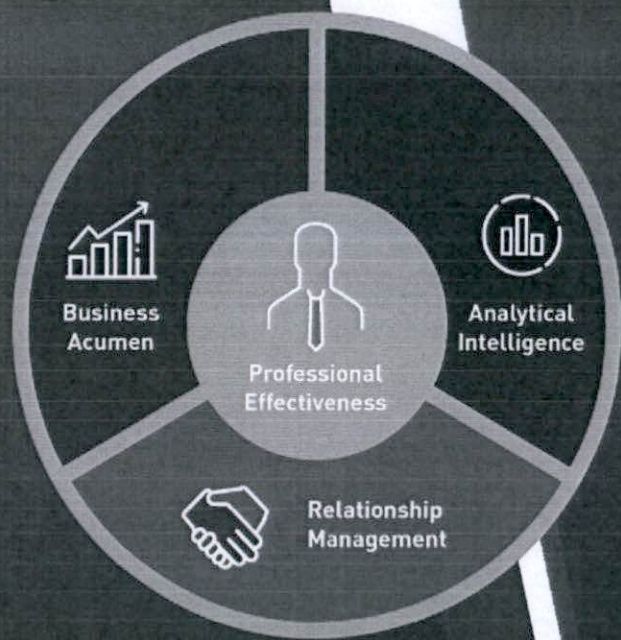 Business
Acumen
Analytical
Intelligence
Professional
Effectiveness
Relationship
Management